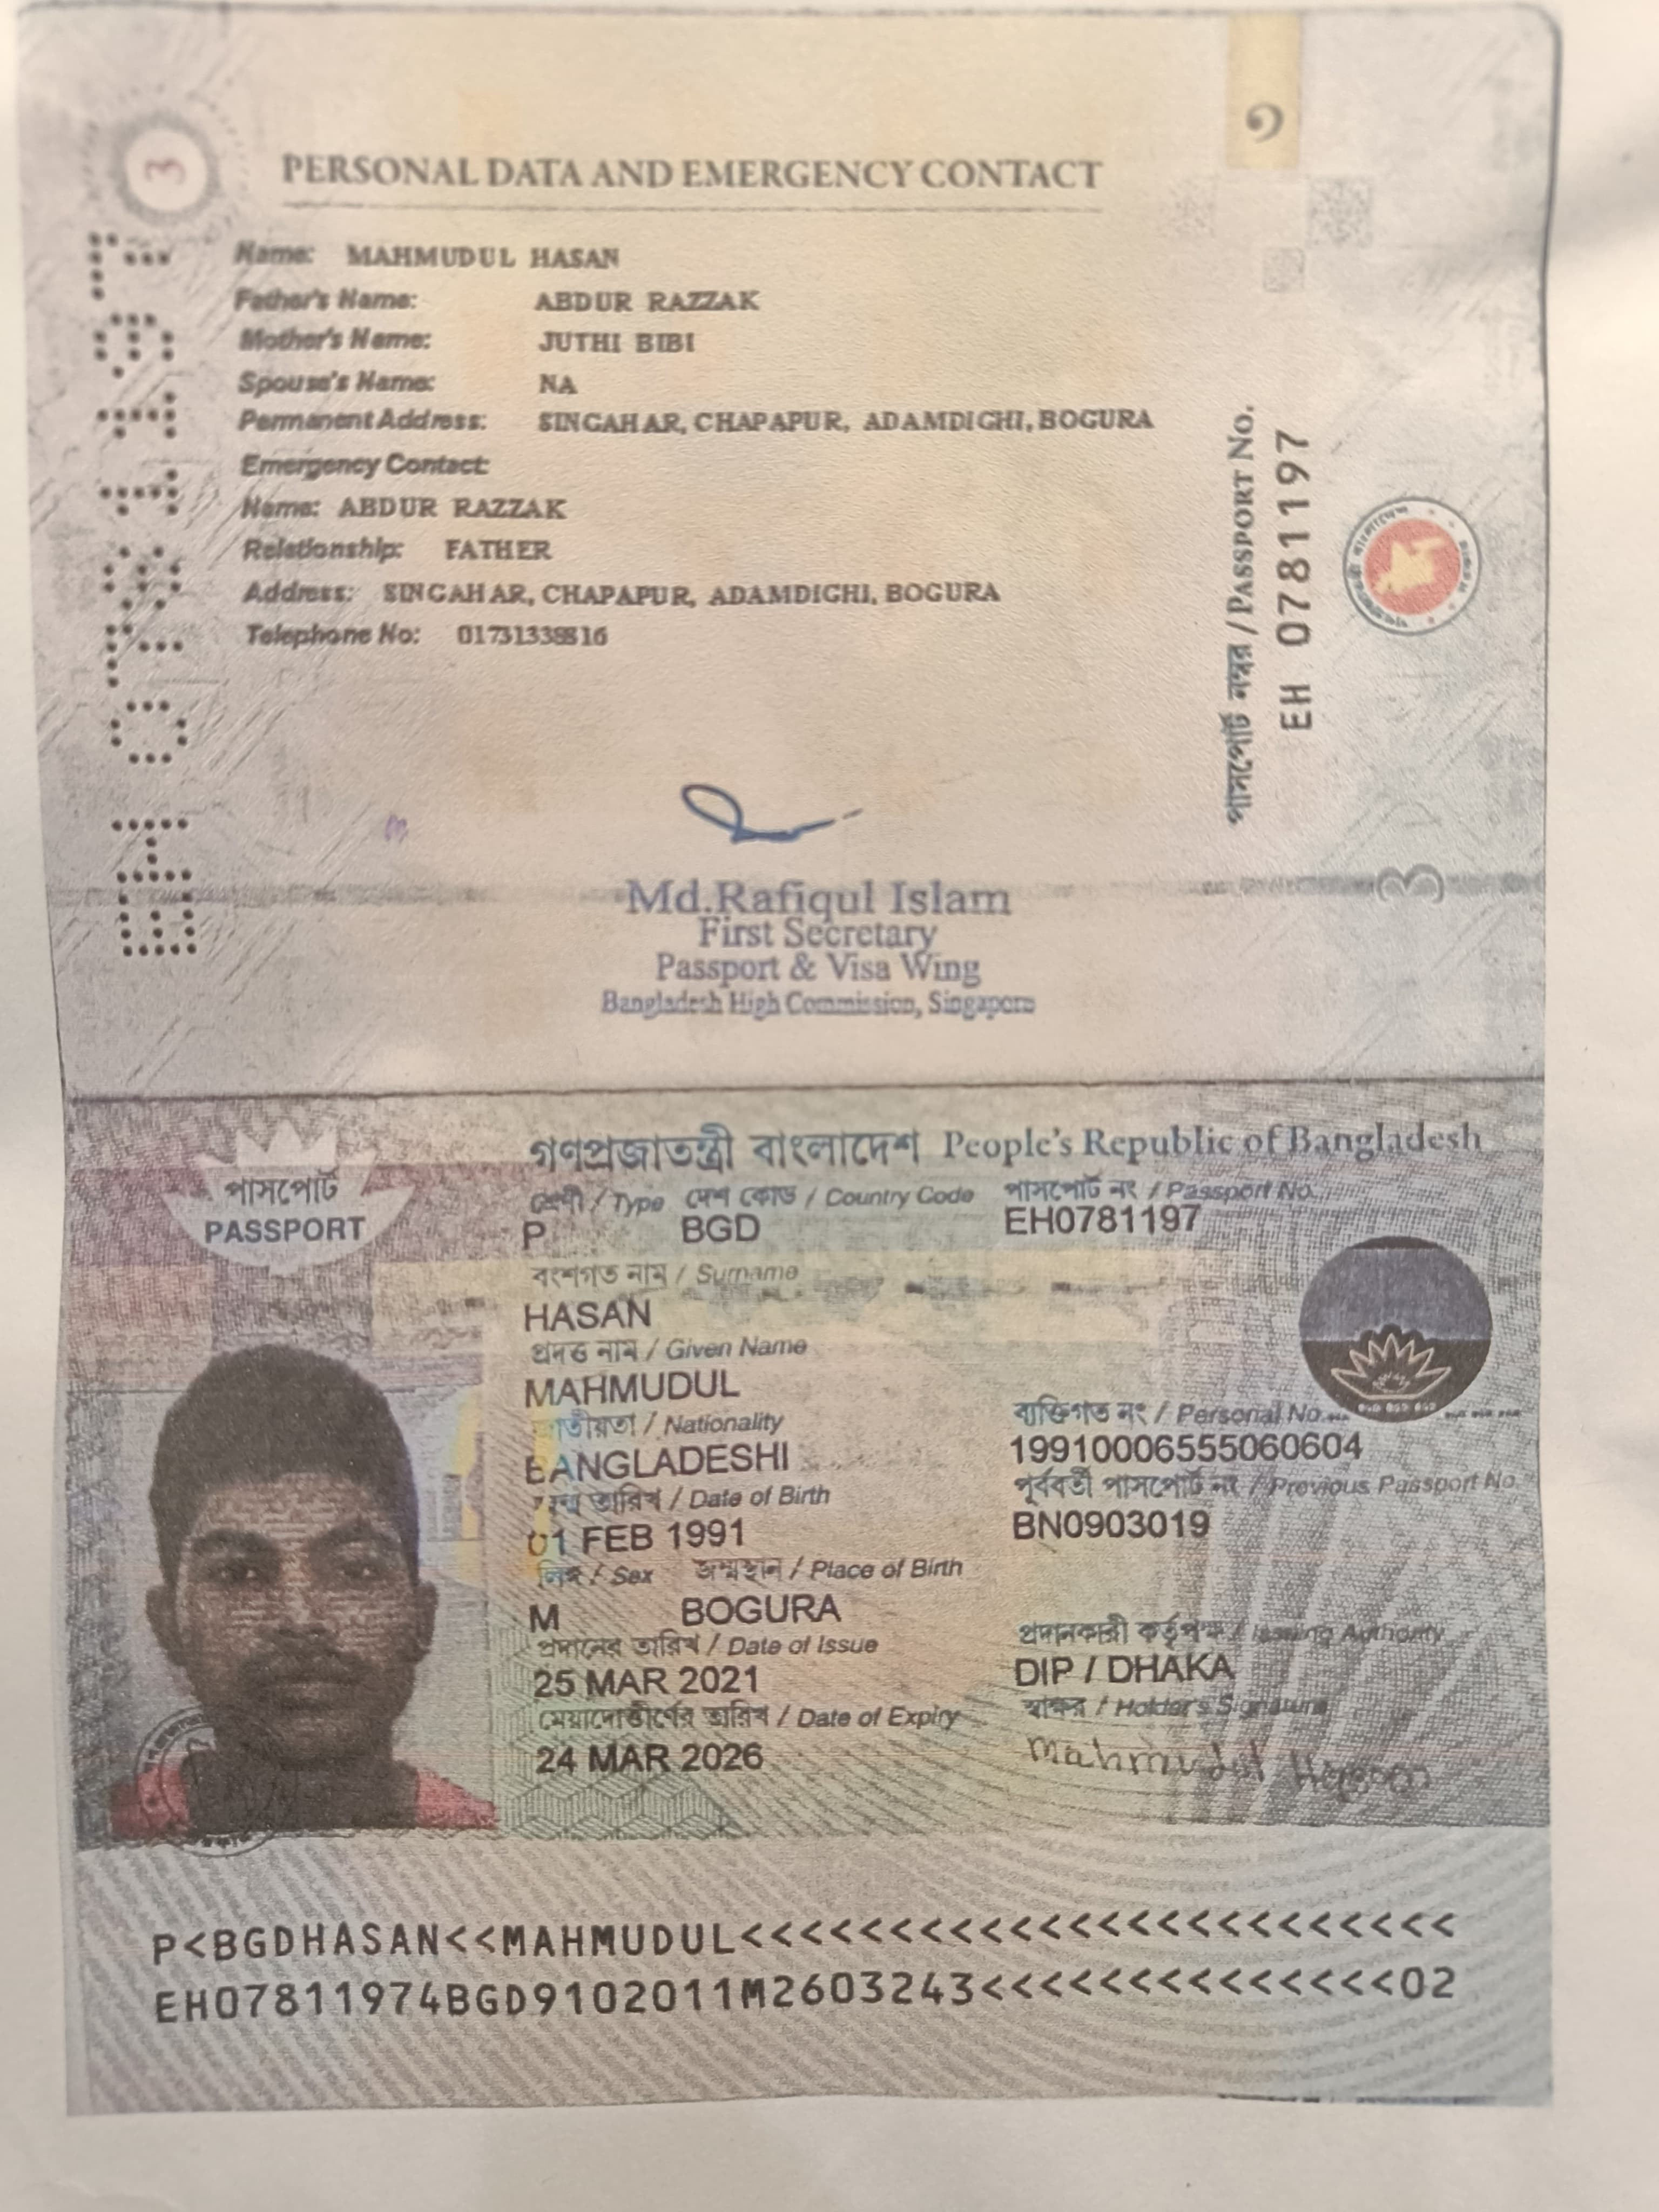 3
১
PERSONAL DATA AND EMERGENCY CONTACT
Name: MAHMUDUL HASAN
Father's Name: ABDUR RAZZAK
Mother's Name: JUTHI BIBI
Spouse's Name: NA
Permanent Address: SINGAHAR, CHAPAPUR, ADAMDIGHI, BOGURA
Emergency Contact:
Name: ABDUR RAZZAK
Relationship: FATHER
Address: SINGAHAR, CHAPAPUR, ADAMDIGHI, BOGURA
Telephone No: 01731338816
পাসপোর্ট নম্বর / PASSPORT No.
EH 0781197
EH 0781197
3
Md.Rafiqul Islam
First Secretary
Passport & Visa Wing
Bangladesh High Commission, Singapore
গণপ্রজাতন্ত্রী বাংলাদেশ People's Republic of Bangladesh
পাসপোর্ট
PASSPORT
শ্রেণী / Type দেশ কোড / Country Code পাসপোর্ট নং / Passport No.
P BGD EH0781197
বংশগত নাম / Surname
HASAN
প্রদত্ত নাম / Given Name
MAHMUDUL
জাতীয়তা / Nationality ব্যক্তিগত নং / Personal No.
BANGLADESHI 19910006555060604
জন্ম তারিখ / Date of Birth পূর্ববর্তী পাসপোর্ট নং / Previous Passport No.
01 FEB 1991 BN0903019
লিঙ্গ / Sex জন্মস্থান / Place of Birth
M BOGURA
প্রদানের তারিখ / Date of Issue প্রদানকারী কর্তৃপক্ষ / Issuing Authority
25 MAR 2021 DIP / DHAKA
মেয়াদোত্তীর্ণের তারিখ / Date of Expiry স্বাক্ষর / Holder's Signature
24 MAR 2026 Mahmudul Hasan
P<BGDHASAN<<MAHMUDUL<<<<<<<<<<<<<<<<<<<<<<<<
EH07811974BGD9102011M2603243<<<<<<<<<<<<<<02